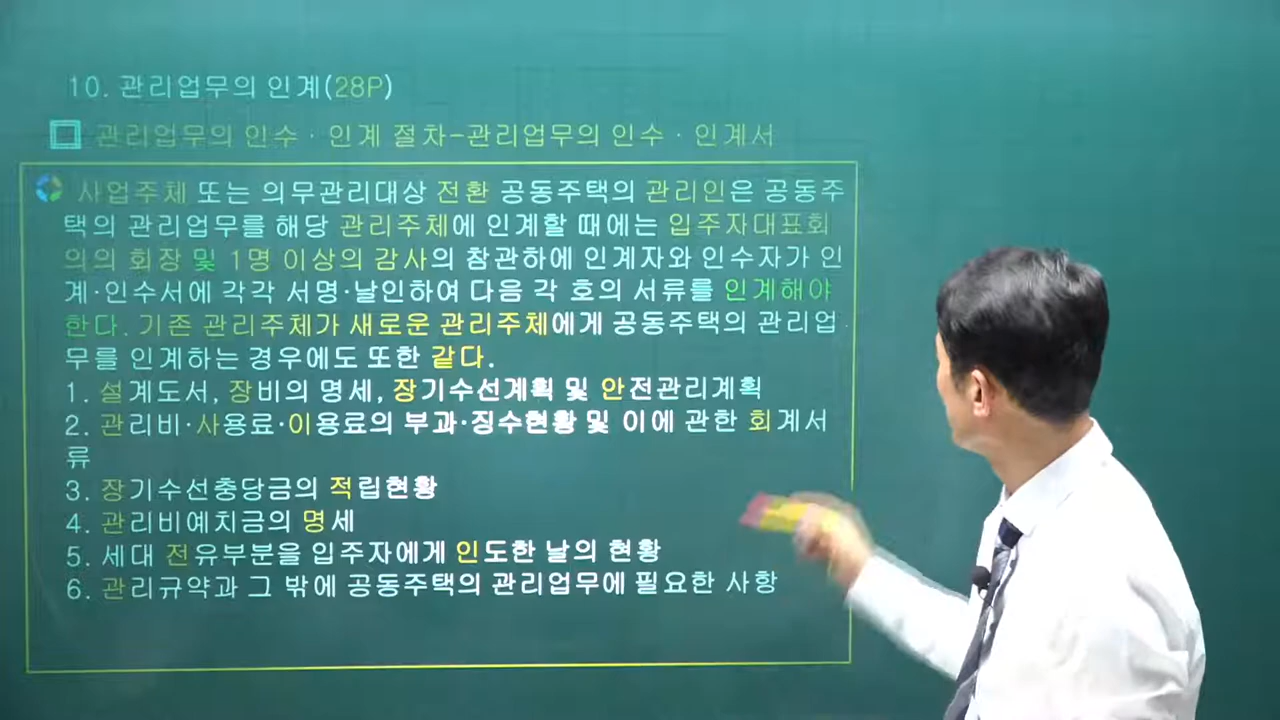 10. 관리업무의 인계(28P)
관리업무의 인수·인계 절차-관리업무의 인수·인계서
사업주체 또는 의무관리대상 전환 공동주택의 관리인은 공동주
택의 관리업무를 해당 관리주체에 인계할 때에는 입주자대표회
의의 회장 및 1명 이상의 감사의 참관하에 인계자와 인수자가 인
계·인수서에 각각 서명·날인하여 다음 각 호의 서류를 인계해야
한다. 기존 관리주체가 새로운 관리주체에게 공동주택의 관리업
무를 인계하는 경우에도 또한 같다.
1. 설계도서, 장비의 명세, 장기수선계획 및 안전관리계획
2. 관리비·사용료·이용료의 부과·징수현황 및 이에 관한 회계서
류
3. 장기수선충당금의 적립현황
4. 관리비예치금의 명세
5. 세대 전유부분을 입주자에게 인도한 날의 현황
6. 관리규약과 그 밖에 공동주택의 관리업무에 필요한 사항